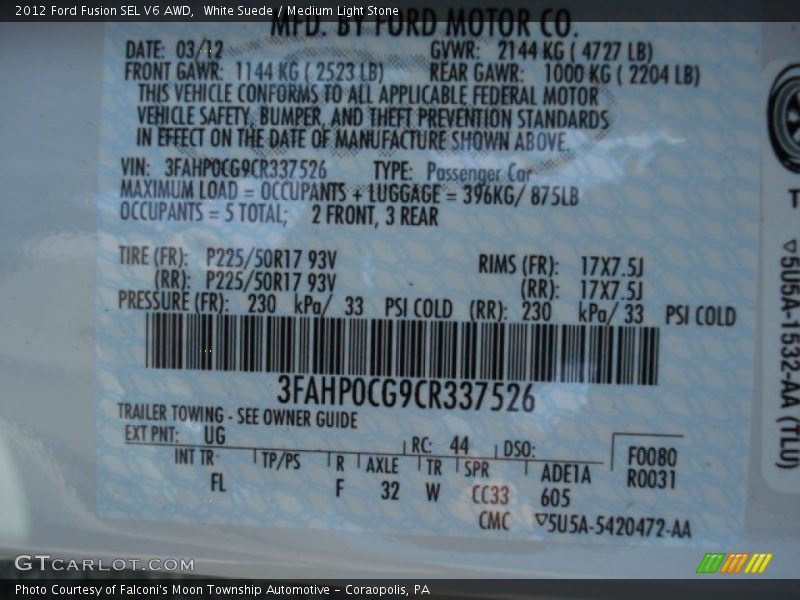 2012 Ford Fusion SEL V6 AWD,  White Suede / Medium Light Stone
MFD. BY FORD MOTOR CO.
DATE: 03/12 GVWR: 2144 KG ( 4727 LB)
FRONT GAWR: 1144 KG ( 2523 LB) REAR GAWR: 1000 KG ( 2204 LB)
THIS VEHICLE CONFORMS TO ALL APPLICABLE FEDERAL MOTOR
VEHICLE SAFETY, BUMPER, AND THEFT PREVENTION STANDARDS
IN EFFECT ON THE DATE OF MANUFACTURE SHOWN ABOVE.
VIN: 3FAHP0CG9CR337526 TYPE: Passenger Car
MAXIMUM LOAD = OCCUPANTS + LUGGAGE = 396KG/ 875LB
OCCUPANTS = 5 TOTAL; 2 FRONT, 3 REAR
TIRE (FR): P225/50R17 93V RIMS (FR): 17X7.5J
(RR): P225/50R17 93V (RR): 17X7.5J
PRESSURE (FR): 230 kPa/ 33 PSI COLD (RR): 230 kPa/ 33 PSI COLD
3FAHP0CG9CR337526
TRAILER TOWING - SEE OWNER GUIDE
EXT PNT: UG RC: 44 DSO: F0080
INT TR TP/PS R AXLE TR SPR ADE1A R0031
FL F 32 W CC33 605
CMC ▽5U5A-5420472-AA
T
▽5U5A-1532-AA (TLU)
GTCARLOT.COM
Photo Courtesy of Falconi's Moon Township Automotive - Coraopolis, PA